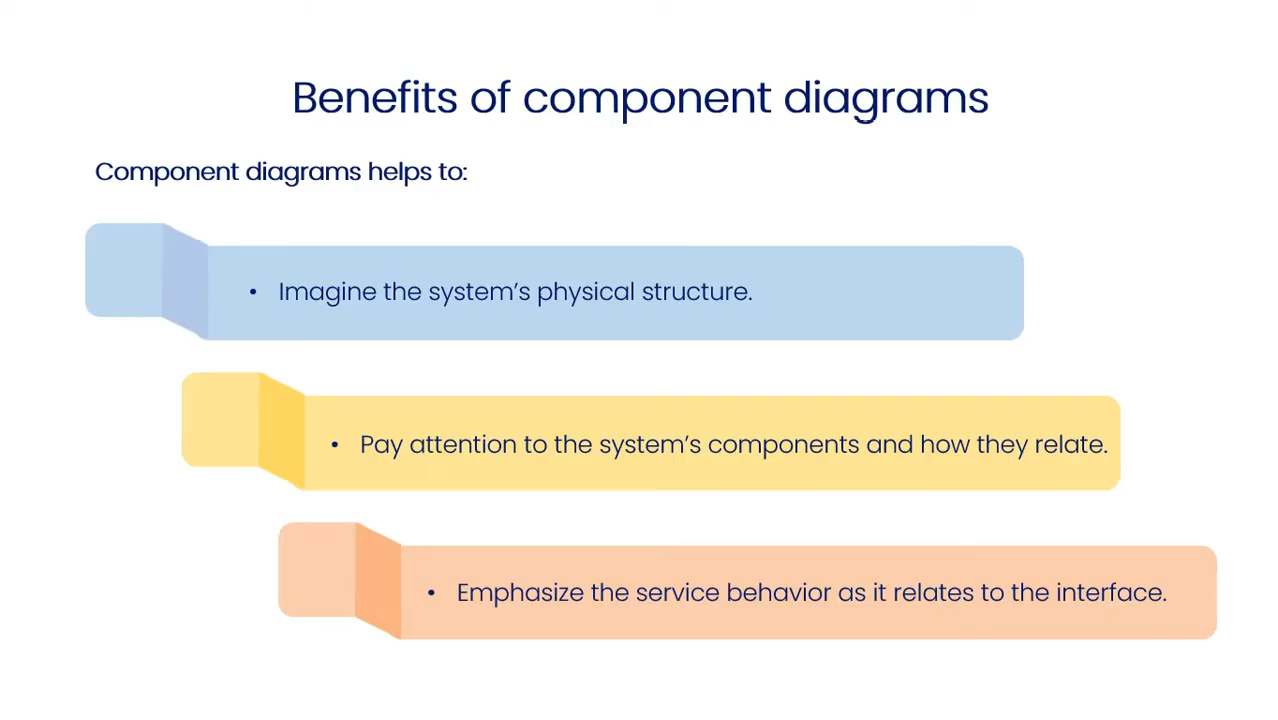 Benefits of component diagrams
Component diagrams helps to:
• Imagine the system's physical structure.
• Pay attention to the system's components and how they relate.
• Emphasize the service behavior as it relates to the interface.